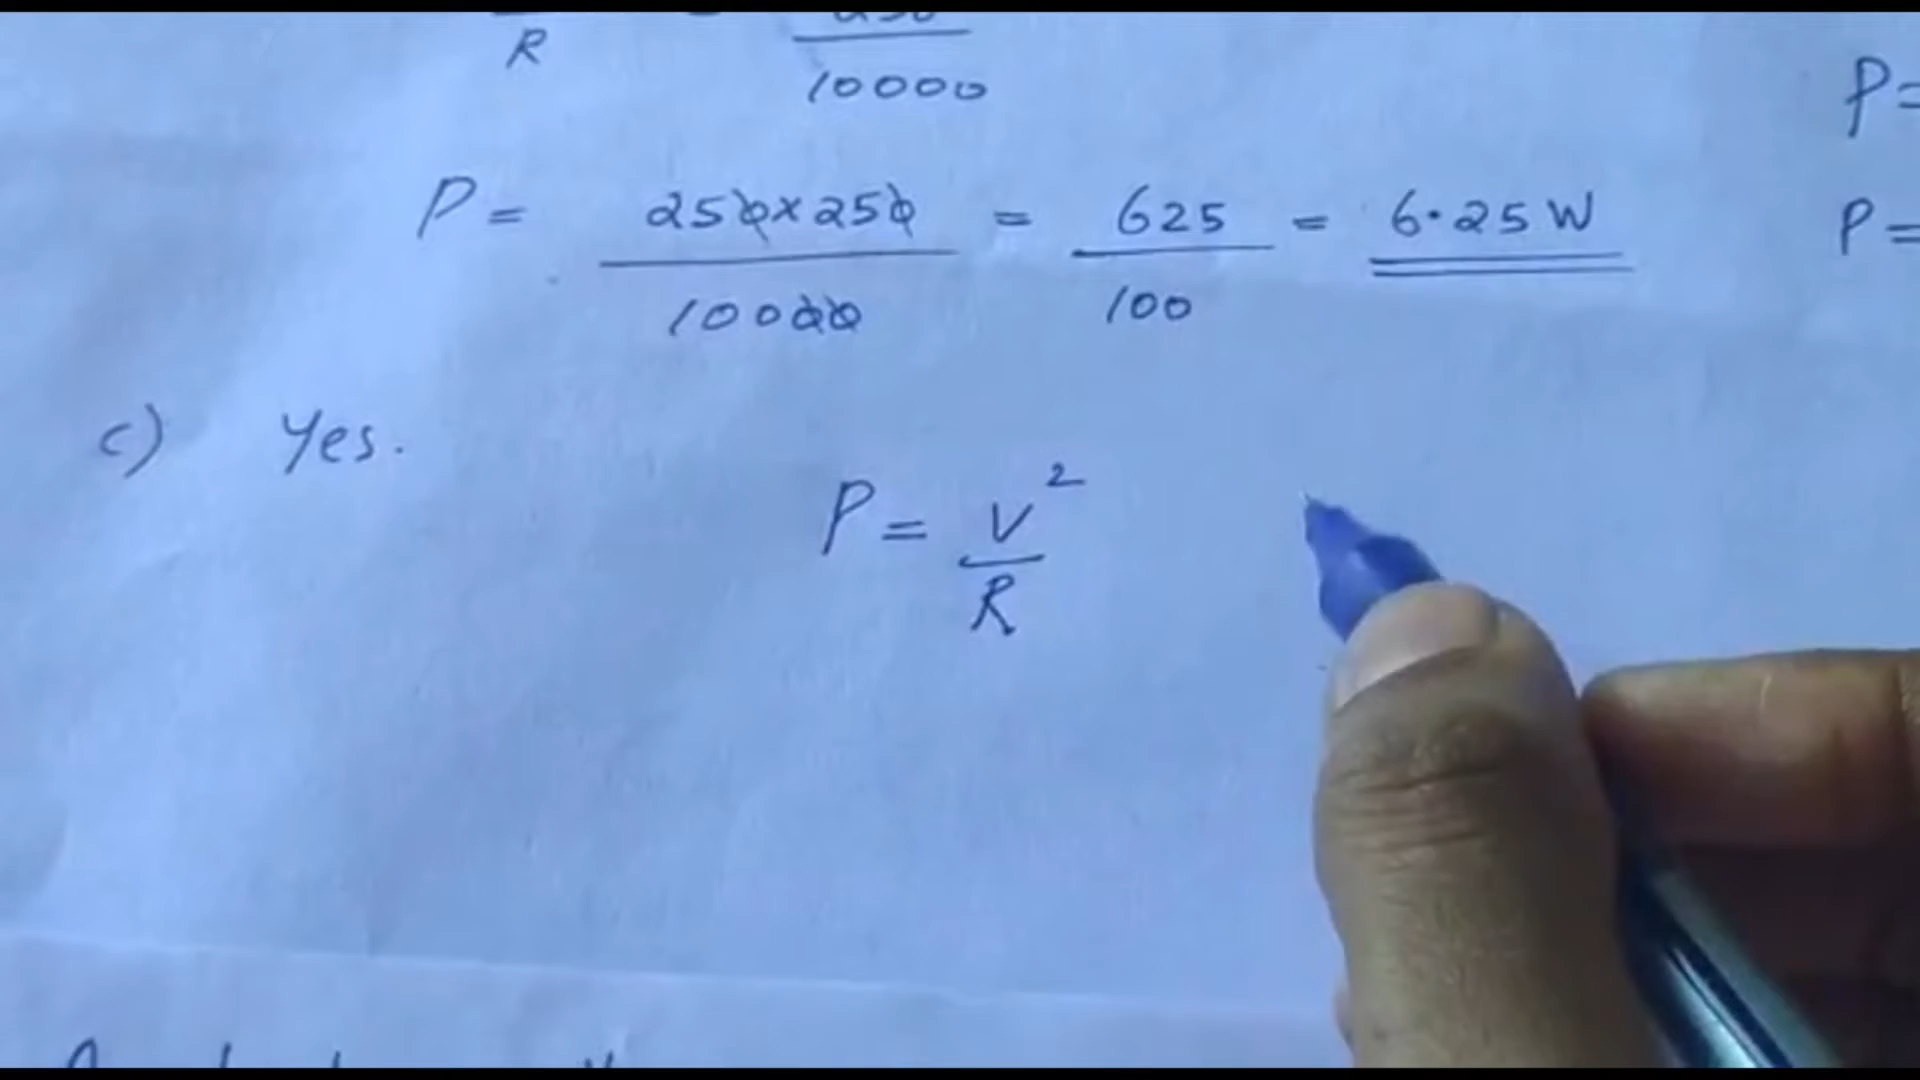 R 10000
P =
P = 250×250 / 10000 = 625 / 100 = 6.25 W
P =
c) Yes.
P = V² / R